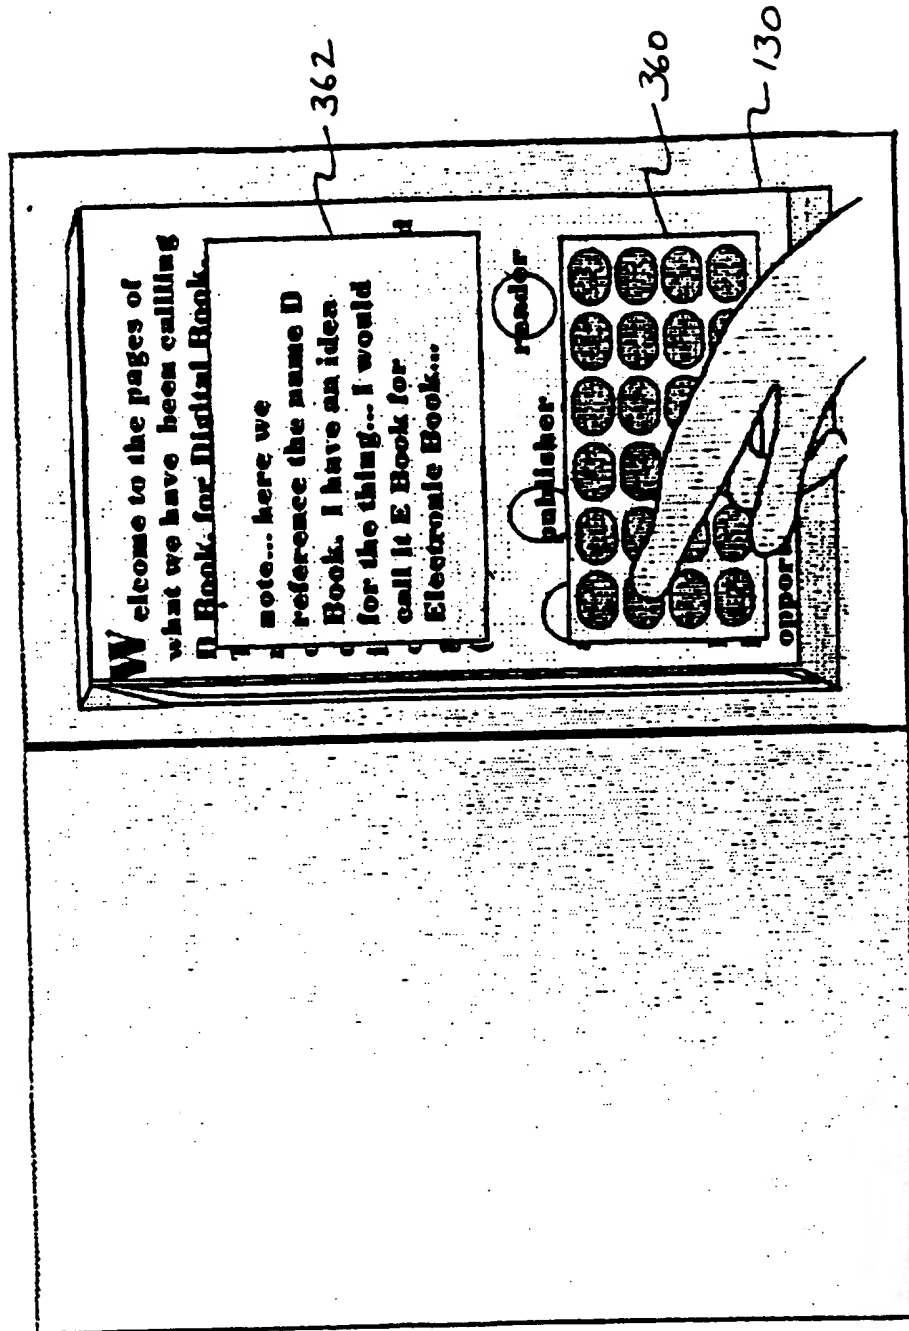 Welcome to the pages of
what we have been callling
D Book, for Digital Book.
note... here we
reference the name D
Book. I have an idea
for the thing... I would
call it E Book for
Electronic Book...
publisher
reader
oppor
362
360
130